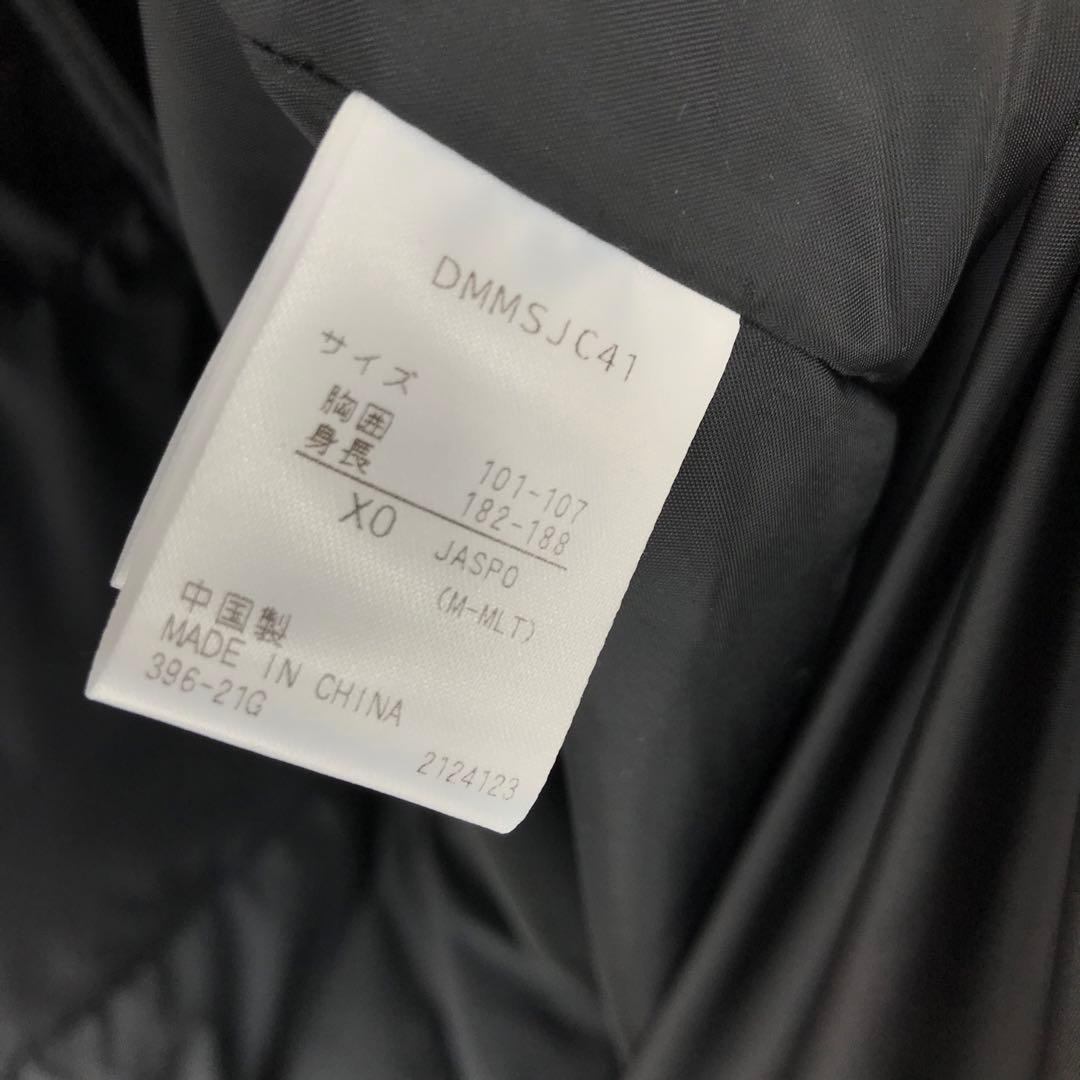 DMMSJC41
サイズ
胸囲 101-107
身長 182-188
XO JASPO
(M-MLT)
中国製
MADE IN CHINA
396-21G
2124123